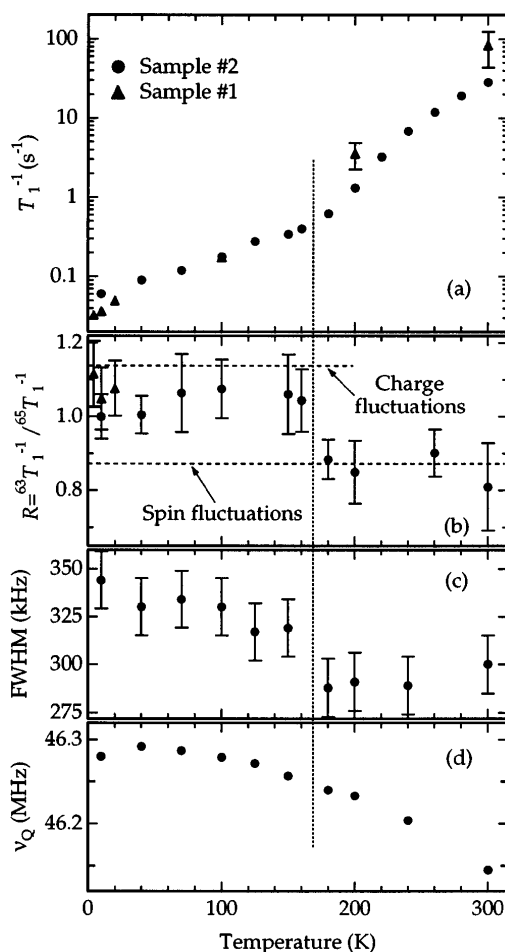 100
10
1
0.1
T₁⁻¹ (s⁻¹)
Sample #2
Sample #1
(a)
1.2
1.0
0.8
R=⁶³T₁⁻¹/⁶⁵T₁⁻¹
Charge
fluctuations
Spin fluctuations
(b)
350
325
300
275
FWHM (kHz)
(c)
46.3
46.2
νQ (MHz)
(d)
0 100 200 300
Temperature (K)